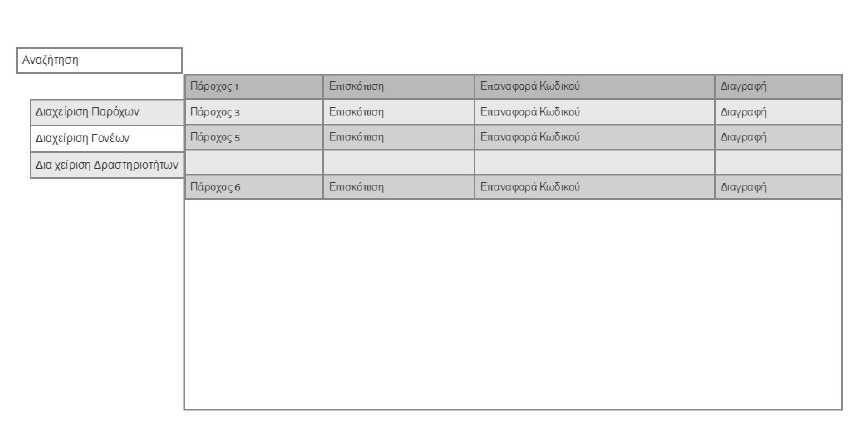 Αναζήτηση
Πάροχος 1 Επισκόπιση Επαναφορά Κωδικού Διαγραφή
Διαχείριση Παρόχων Πάροχος 3 Επισκόπιση Επαναφορά Κωδικού Διαγραφή
Διαχείριση Γονέων Πάροχος 5 Επισκόπιση Επαναφορά Κωδικού Διαγραφή
Δια χείριση Δραστηριοτήτων
Πάροχος 6 Επισκόπιση Επαναφορά Κωδικού Διαγραφή